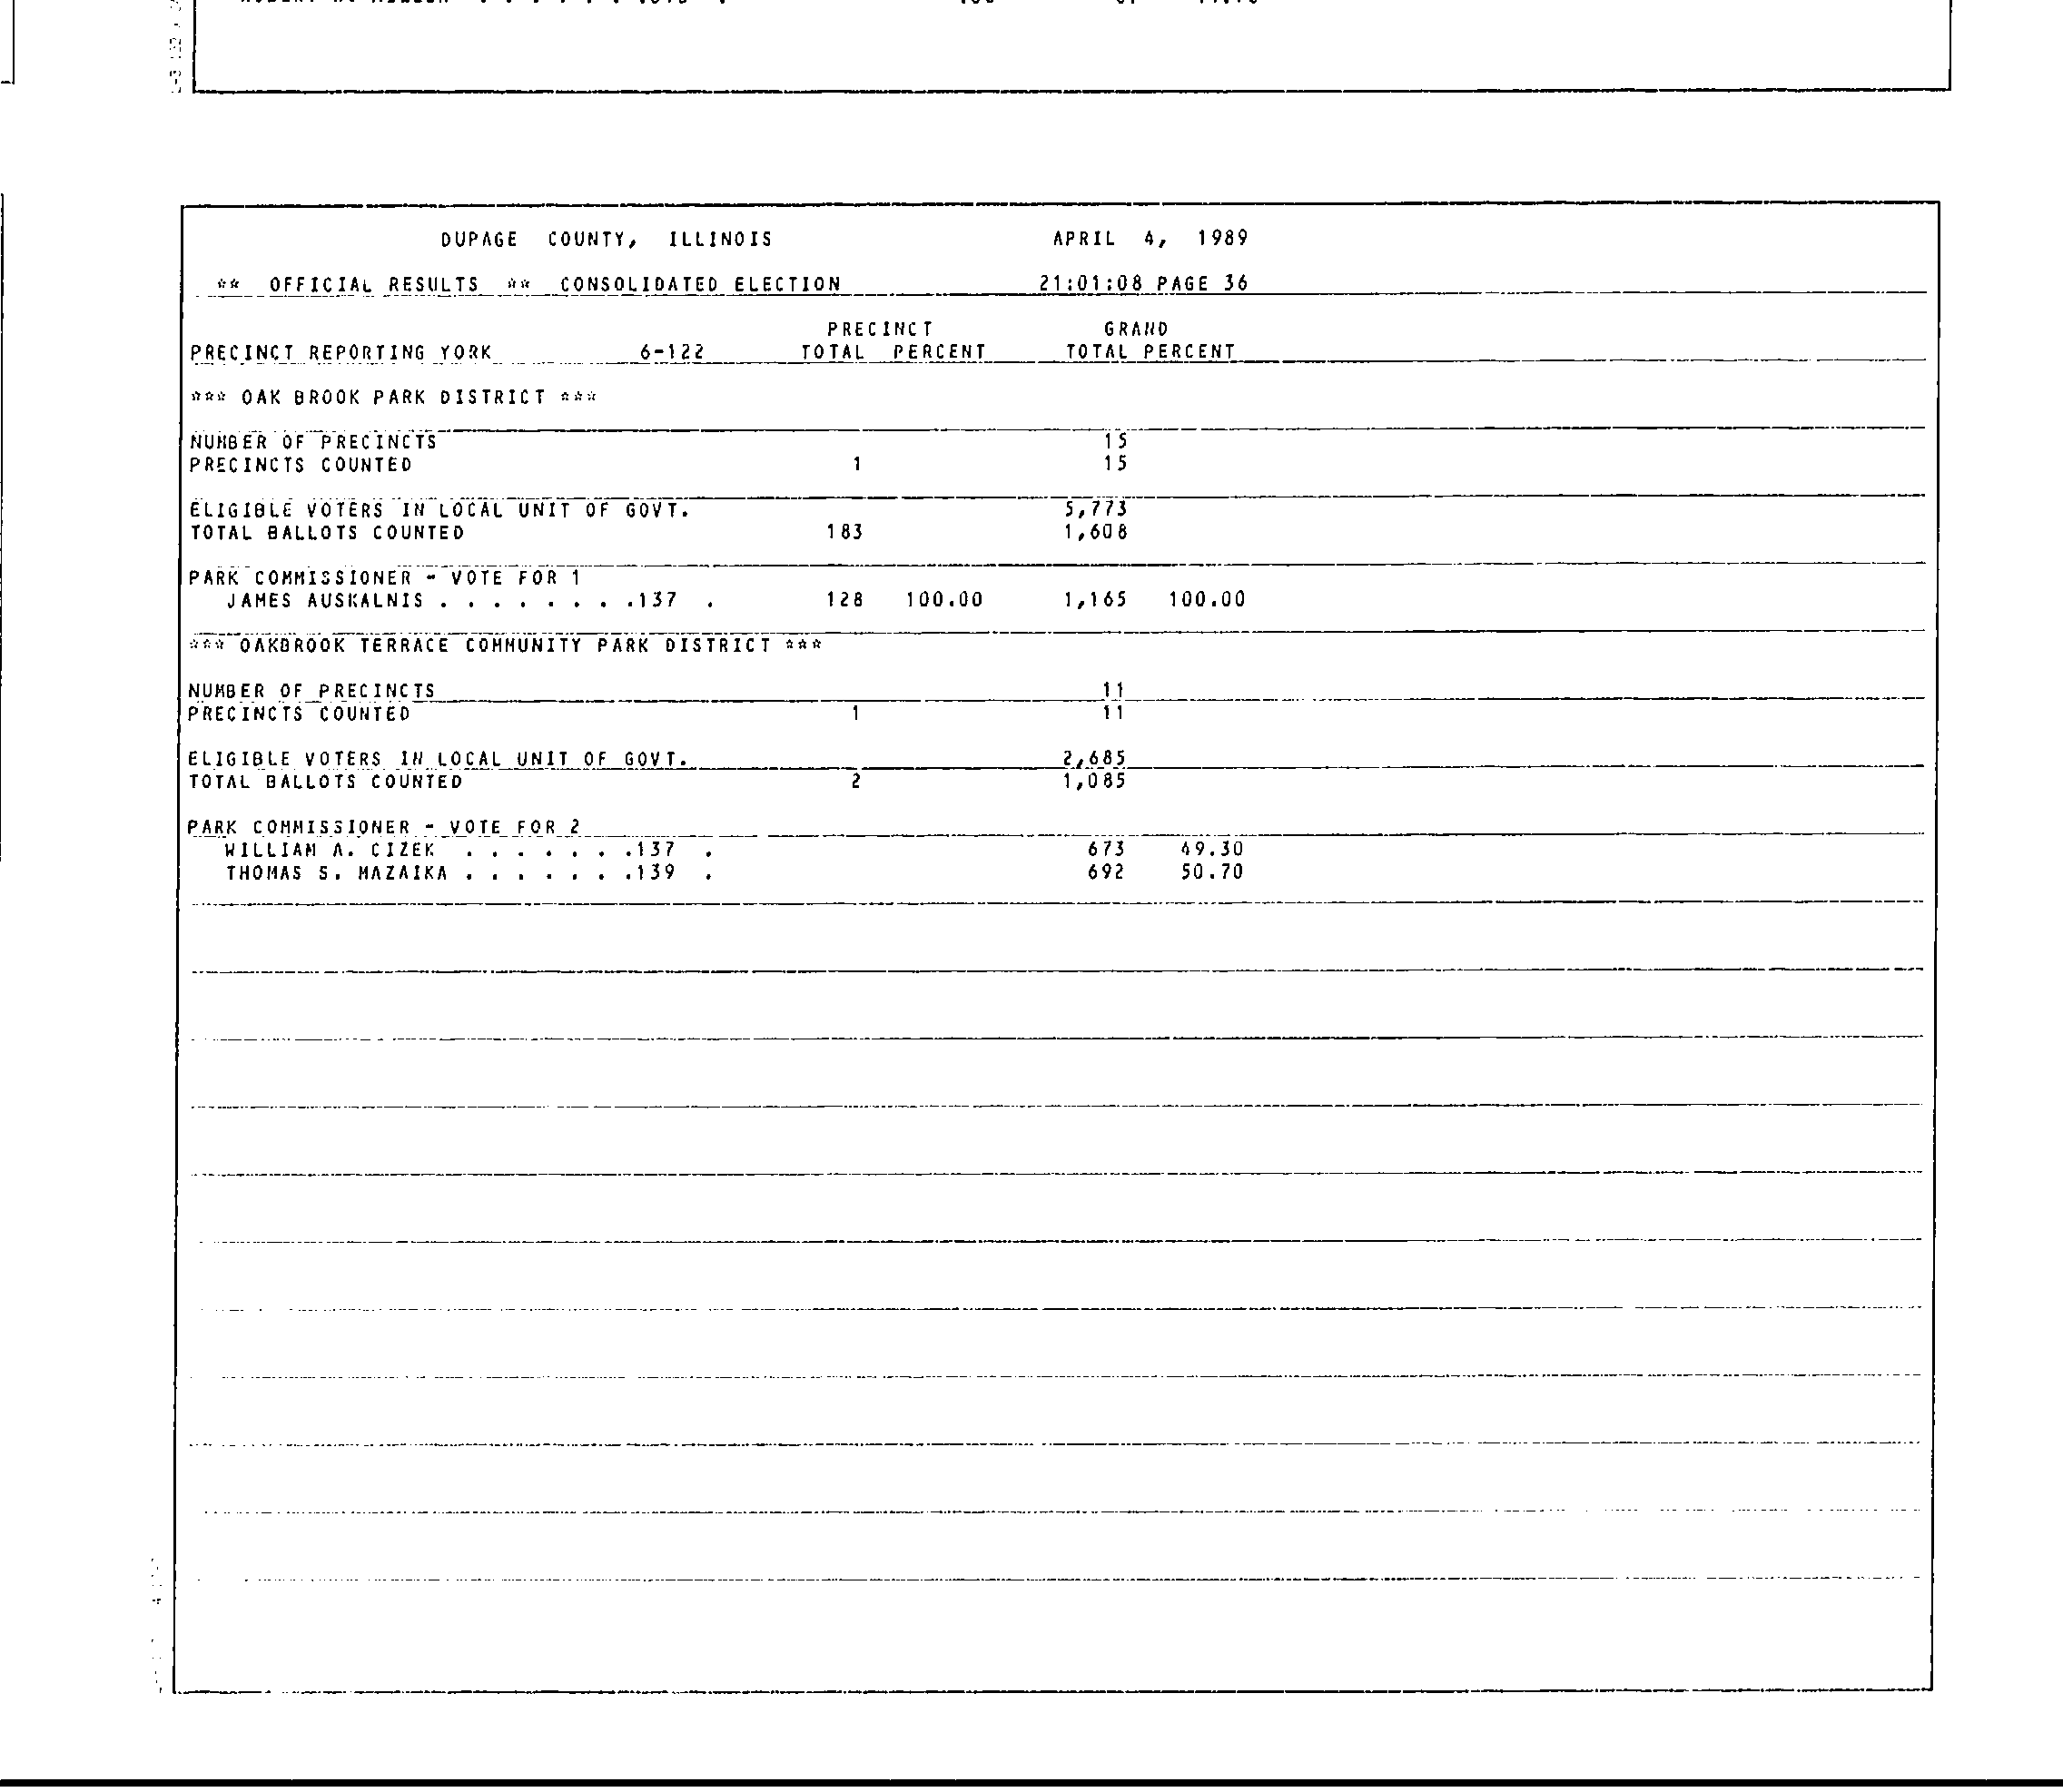 DUPAGE COUNTY, ILLINOIS APRIL 4, 1989
** OFFICIAL RESULTS ** CONSOLIDATED ELECTION 21:01:08 PAGE 36
PRECINCT GRAND
PRECINCT REPORTING YORK 6-122 TOTAL PERCENT TOTAL PERCENT
*** OAK BROOK PARK DISTRICT ***
NUMBER OF PRECINCTS 15
PRECINCTS COUNTED 1 15
ELIGIBLE VOTERS IN LOCAL UNIT OF GOVT. 5,773
TOTAL BALLOTS COUNTED 183 1,608
PARK COMMISSIONER - VOTE FOR 1
JAMES AUSKALNIS . . . . . . . .137 . 128 100.00 1,165 100.00
*** OAKBROOK TERRACE COMMUNITY PARK DISTRICT ***
NUMBER OF PRECINCTS 11
PRECINCTS COUNTED 1 11
ELIGIBLE VOTERS IN LOCAL UNIT OF GOVT. 2,685
TOTAL BALLOTS COUNTED 2 1,085
PARK COMMISSIONER - VOTE FOR 2
WILLIAM A. CIZEK . . . . . . .137 . 673 49.30
THOMAS S. MAZAIKA . . . . . . .139 . 692 50.70